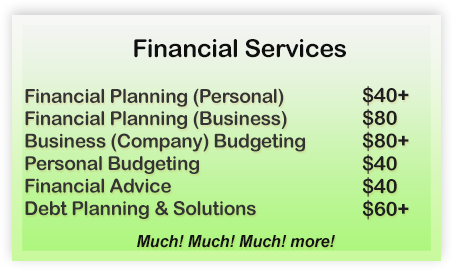 Financial Services
Financial Planning (Personal) $40+
Financial Planning (Business) $80
Business (Company) Budgeting $80+
Personal Budgeting $40
Financial Advice $40
Debt Planning & Solutions $60+
Much! Much! Much! more!